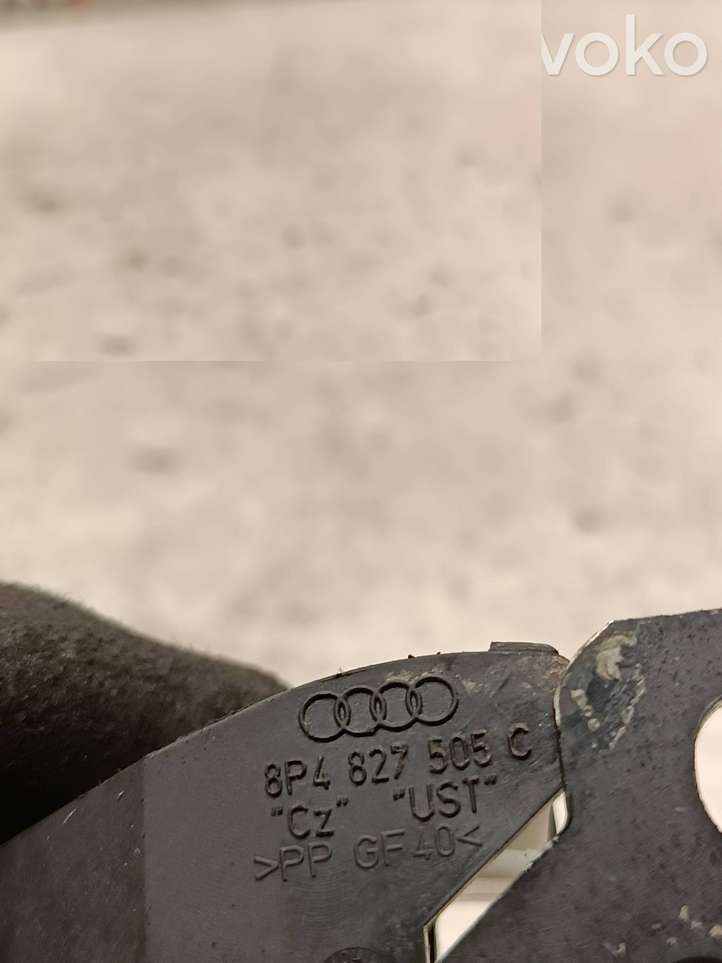 voko
8P4 827 505 C
"Cz" "UST"
>PP GF40<